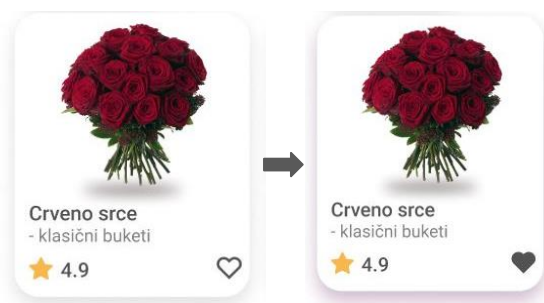 Crveno srce
- klasični buketi
4.9
Crveno srce
- klasični buketi
4.9